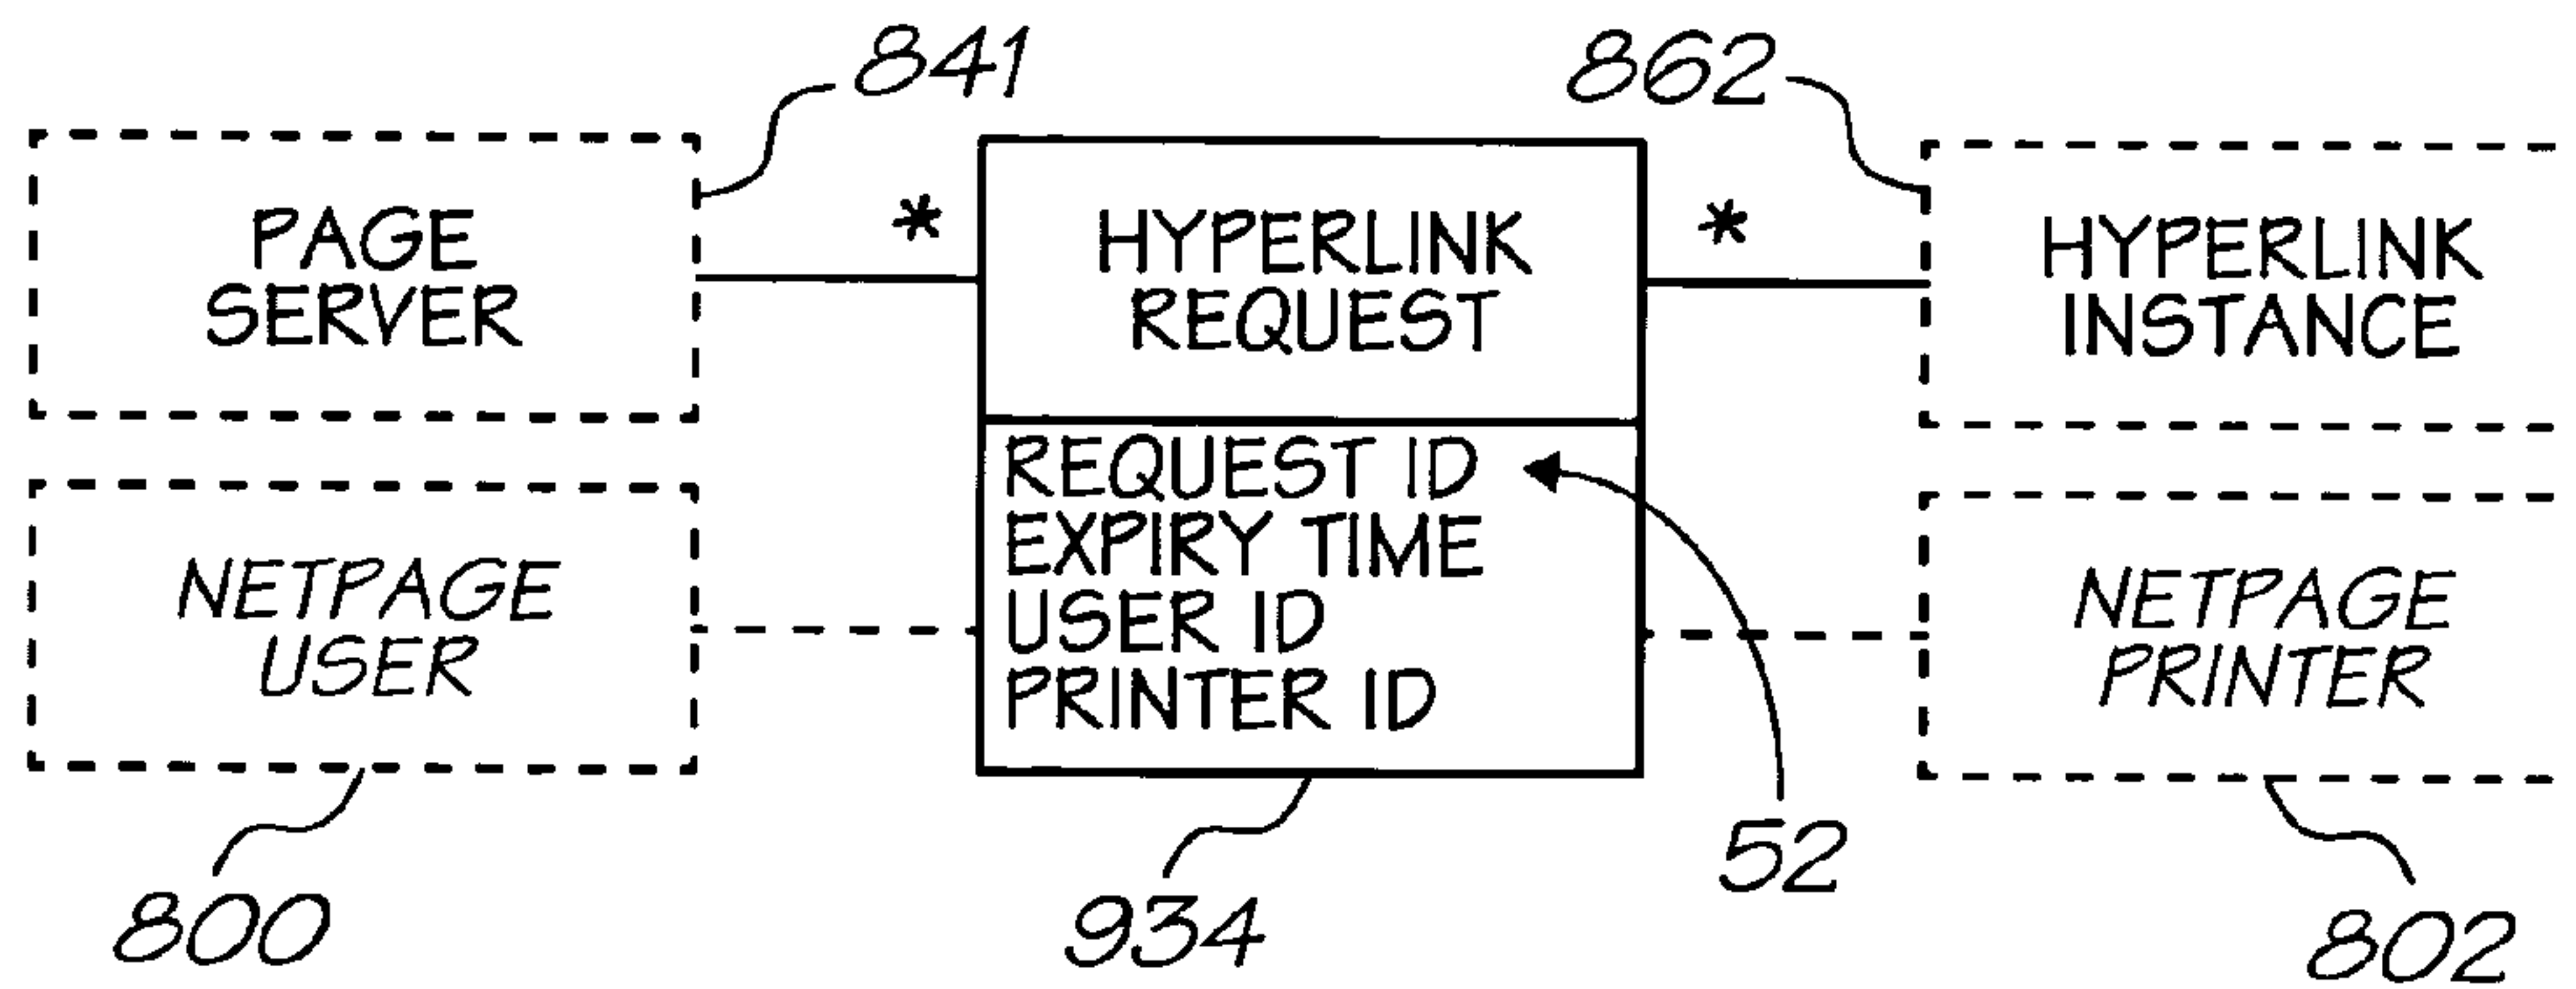 841
862
PAGE
SERVER
*
HYPERLINK
REQUEST
*
HYPERLINK
INSTANCE
REQUEST ID
EXPIRY TIME
USER ID
PRINTER ID
NETPAGE
USER
NETPAGE
PRINTER
52
800
934
802